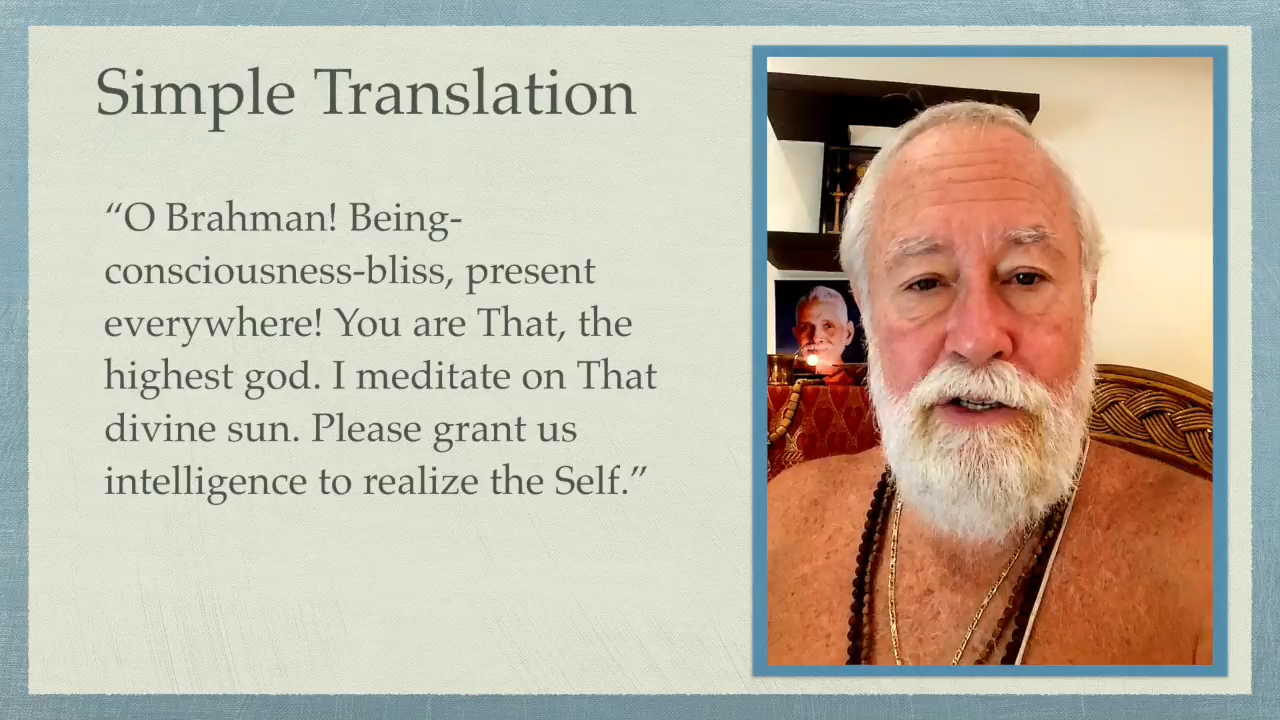 Simple Translation
“O Brahman! Being-
consciousness-bliss, present
everywhere! You are That, the
highest god. I meditate on That
divine sun. Please grant us
intelligence to realize the Self.”